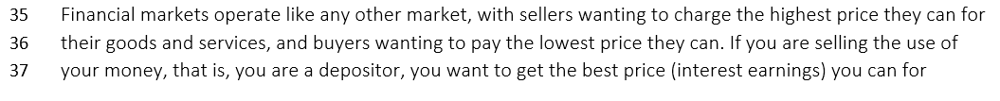 35 Financial markets operate like any other market, with sellers wanting to charge the highest price they can for
36 their goods and services, and buyers wanting to pay the lowest price they can. If you are selling the use of
37 your money, that is, you are a depositor, you want to get the best price (interest earnings) you can for